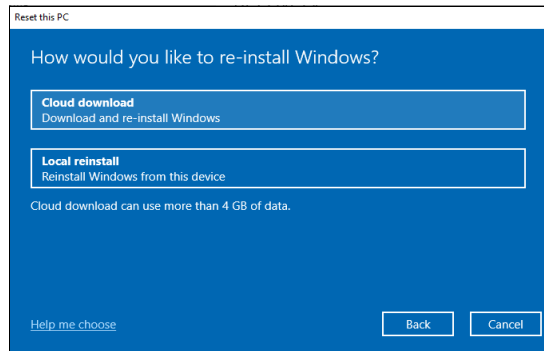 Reset this PC
How would you like to re-install Windows?
Cloud download
Download and re-install Windows
Local reinstall
Reinstall Windows from this device
Cloud download can use more than 4 GB of data.
Help me choose
Back
Cancel